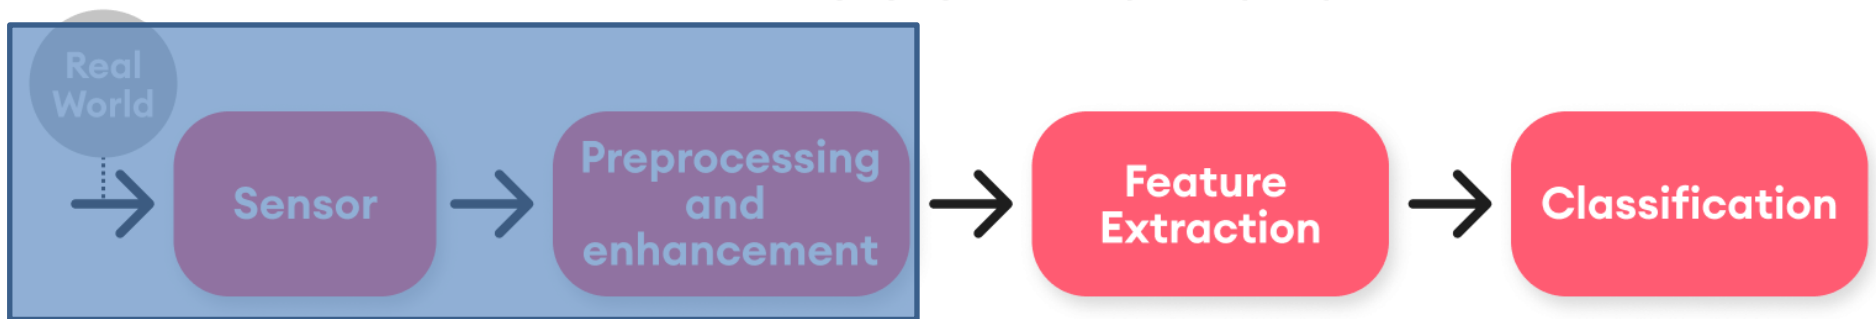 Real
World
Sensor
Preprocessing
and
enhancement
Feature
Extraction
Classification